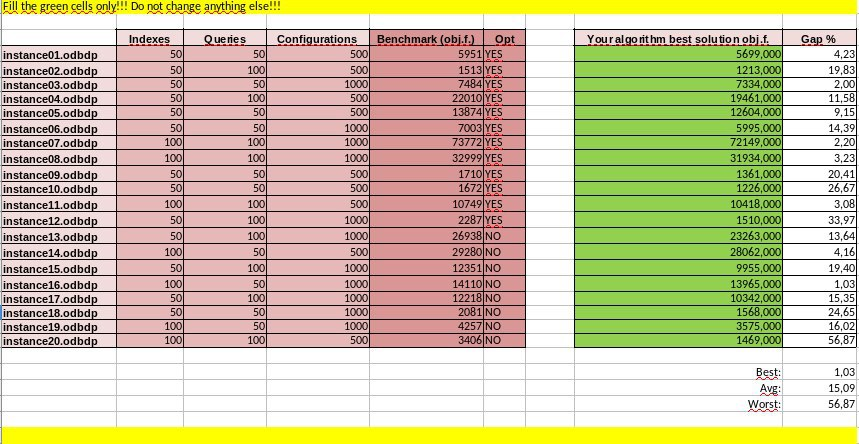 Fill the green cells only!!! Do not change anything else!!!
Indexes Queries Configurations Benchmark (obj.f.) Opt Your algorithm best solution obj.f. Gap %
instance01.odbdp 50 50 500 5951 YES 5699,000 4,23
instance02.odbdp 50 100 500 1513 YES 1213,000 19,83
instance03.odbdp 50 50 1000 7484 YES 7334,000 2,00
instance04.odbdp 50 100 500 22010 YES 19461,000 11,58
instance05.odbdp 50 50 500 13874 YES 12604,000 9,15
instance06.odbdp 50 50 1000 7003 YES 5995,000 14,39
instance07.odbdp 100 100 1000 73772 YES 72149,000 2,20
instance08.odbdp 100 100 500 32999 YES 31934,000 3,23
instance09.odbdp 50 50 500 1710 YES 1361,000 20,41
instance10.odbdp 50 50 500 1672 YES 1226,000 26,67
instance11.odbdp 100 100 500 10749 YES 10418,000 3,08
instance12.odbdp 50 100 1000 2287 YES 1510,000 33,97
instance13.odbdp 50 100 1000 26938 NO 23263,000 13,64
instance14.odbdp 100 50 500 29280 NO 28062,000 4,16
instance15.odbdp 50 100 1000 12351 NO 9955,000 19,40
instance16.odbdp 100 50 1000 14110 NO 13965,000 1,03
instance17.odbdp 50 100 1000 12218 NO 10342,000 15,35
instance18.odbdp 50 50 1000 2081 NO 1568,000 24,65
instance19.odbdp 100 50 1000 4257 NO 3575,000 16,02
instance20.odbdp 100 100 500 3406 NO 1469,000 56,87
Best: 1,03
Avg: 15,09
Worst: 56,87